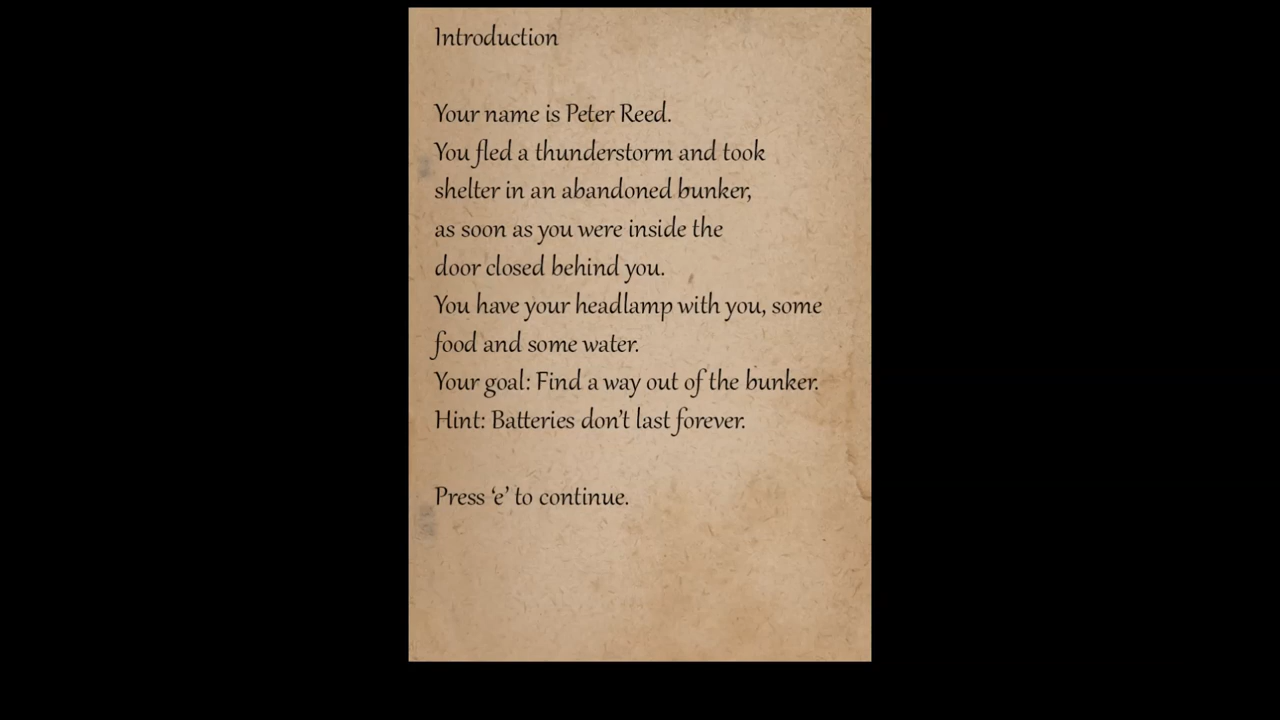 Introduction
Your name is Peter Reed.
You fled a thunderstorm and took
shelter in an abandoned bunker,
as soon as you were inside the
door closed behind you.
You have your headlamp with you, some
food and some water.
Your goal: Find a way out of the bunker.
Hint: Batteries don’t last forever.
Press ‘e’ to continue.